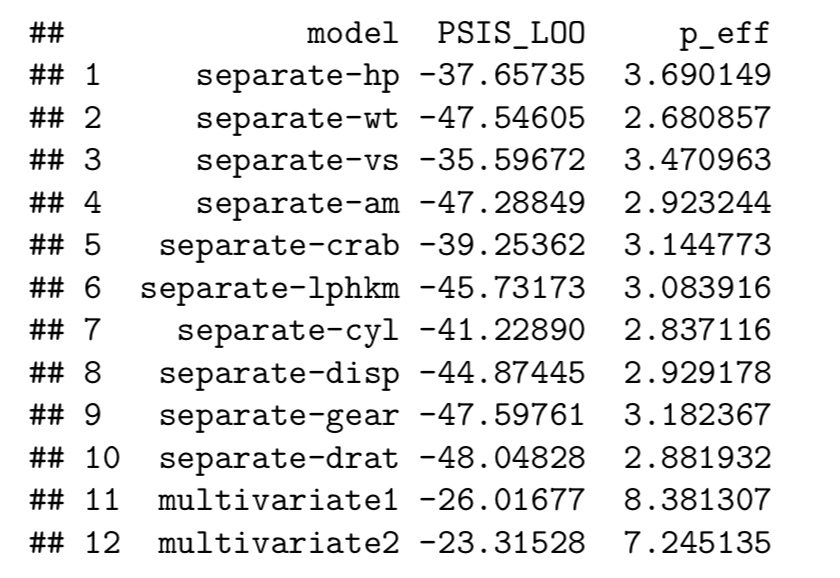 ## model PSIS_LOO p_eff
## 1 separate-hp -37.65735 3.690149
## 2 separate-wt -47.54605 2.680857
## 3 separate-vs -35.59672 3.470963
## 4 separate-am -47.28849 2.923244
## 5 separate-crab -39.25362 3.144773
## 6 separate-lphkm -45.73173 3.083916
## 7 separate-cyl -41.22890 2.837116
## 8 separate-disp -44.87445 2.929178
## 9 separate-gear -47.59761 3.182367
## 10 separate-drat -48.04828 2.881932
## 11 multivariate1 -26.01677 8.381307
## 12 multivariate2 -23.31528 7.245135